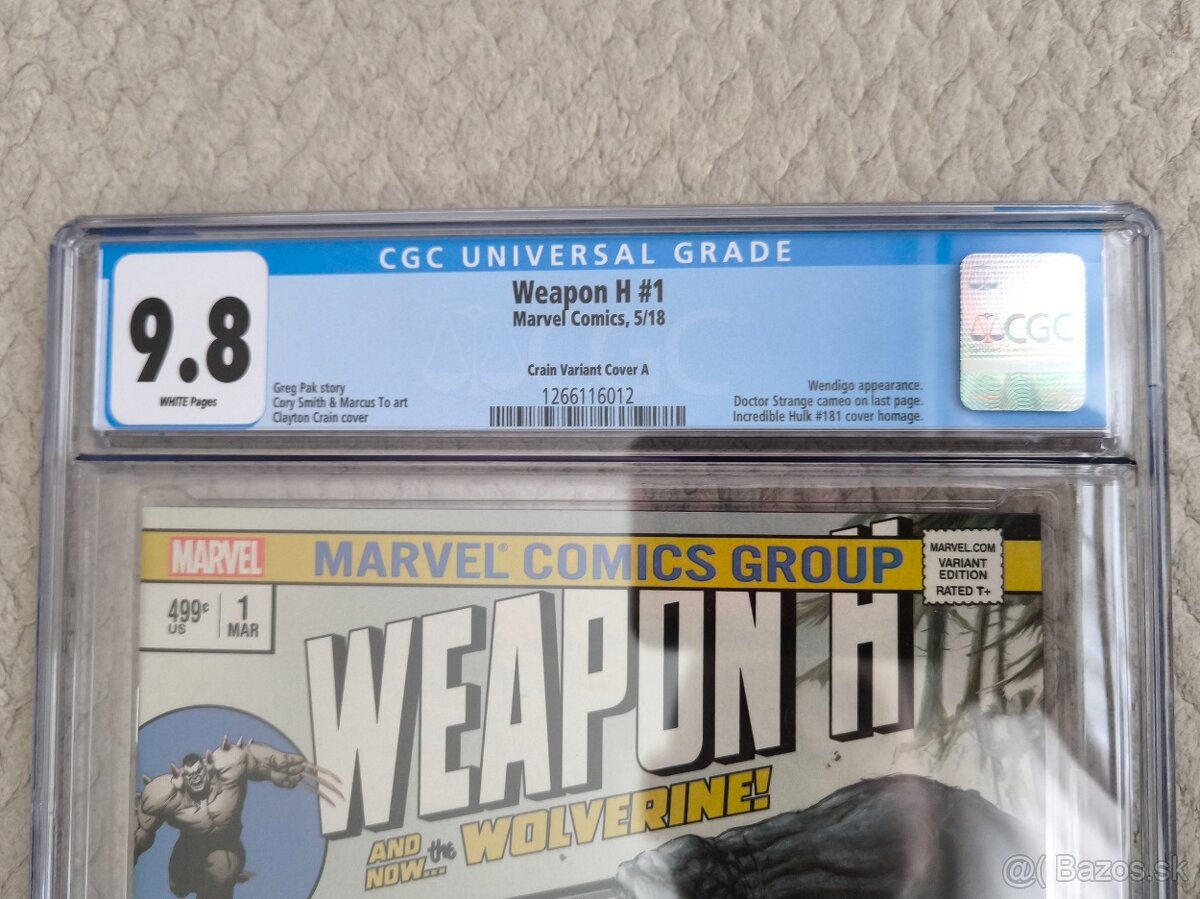 CGC UNIVERSAL GRADE
9.8
WHITE Pages
Weapon H #1
Marvel Comics, 5/18
Crain Variant Cover A
1266116012
Greg Pak story
Cory Smith & Marcus To art
Clayton Crain cover
Wendigo appearance.
Doctor Strange cameo on last page.
Incredible Hulk #181 cover homage.
CGC
MARVEL
MARVEL® COMICS GROUP
MARVEL.COM
VARIANT
EDITION
RATED T+
499¢
US
1
MAR
WEAPON H
AND
NOW... the WOLVERINE!
@( Bazos.sk